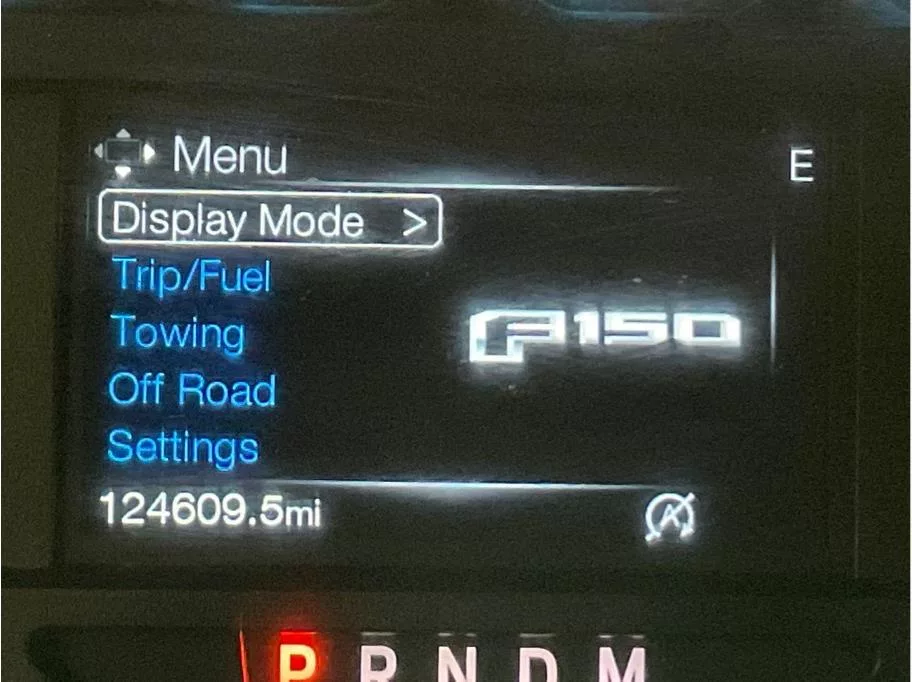 Menu
E
Display Mode >
Trip/Fuel
Towing
F150
Off Road
Settings
124609.5mi
A
P R N D M